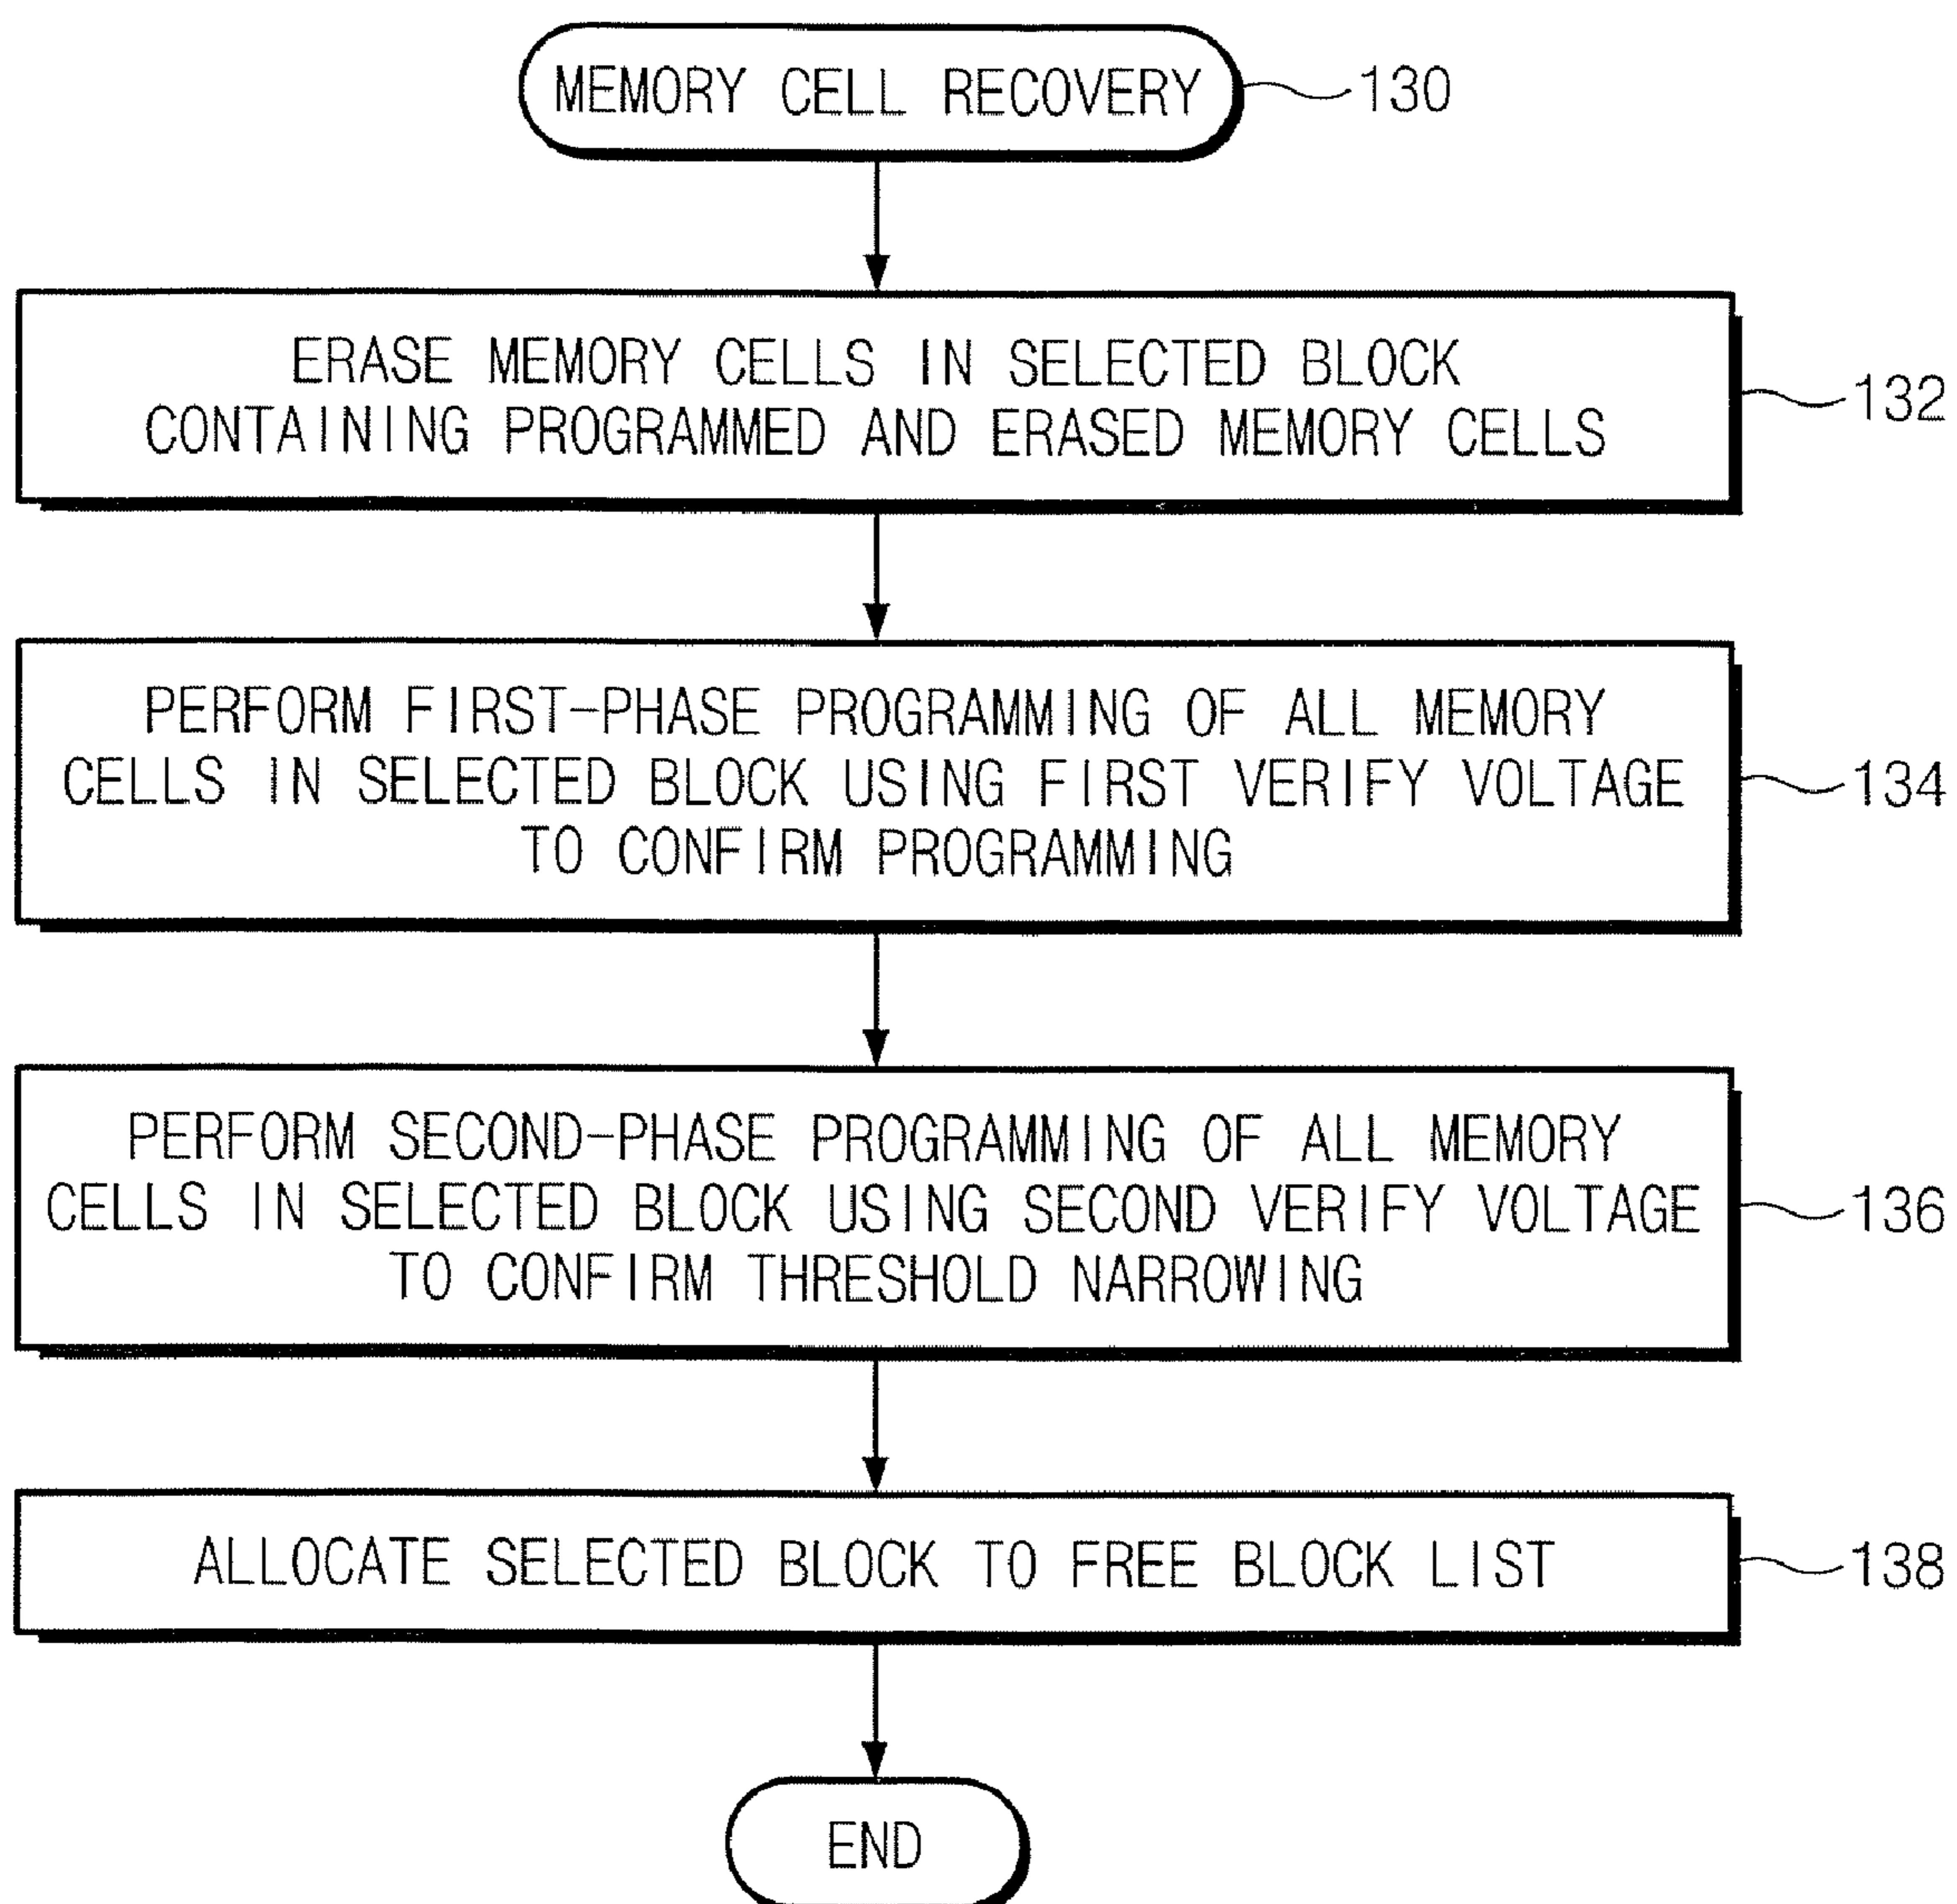 MEMORY CELL RECOVERY
130
ERASE MEMORY CELLS IN SELECTED BLOCK
CONTAINING PROGRAMMED AND ERASED MEMORY CELLS
132
PERFORM FIRST-PHASE PROGRAMMING OF ALL MEMORY
CELLS IN SELECTED BLOCK USING FIRST VERIFY VOLTAGE
TO CONFIRM PROGRAMMING
134
PERFORM SECOND-PHASE PROGRAMMING OF ALL MEMORY
CELLS IN SELECTED BLOCK USING SECOND VERIFY VOLTAGE
TO CONFIRM THRESHOLD NARROWING
136
ALLOCATE SELECTED BLOCK TO FREE BLOCK LIST
138
END